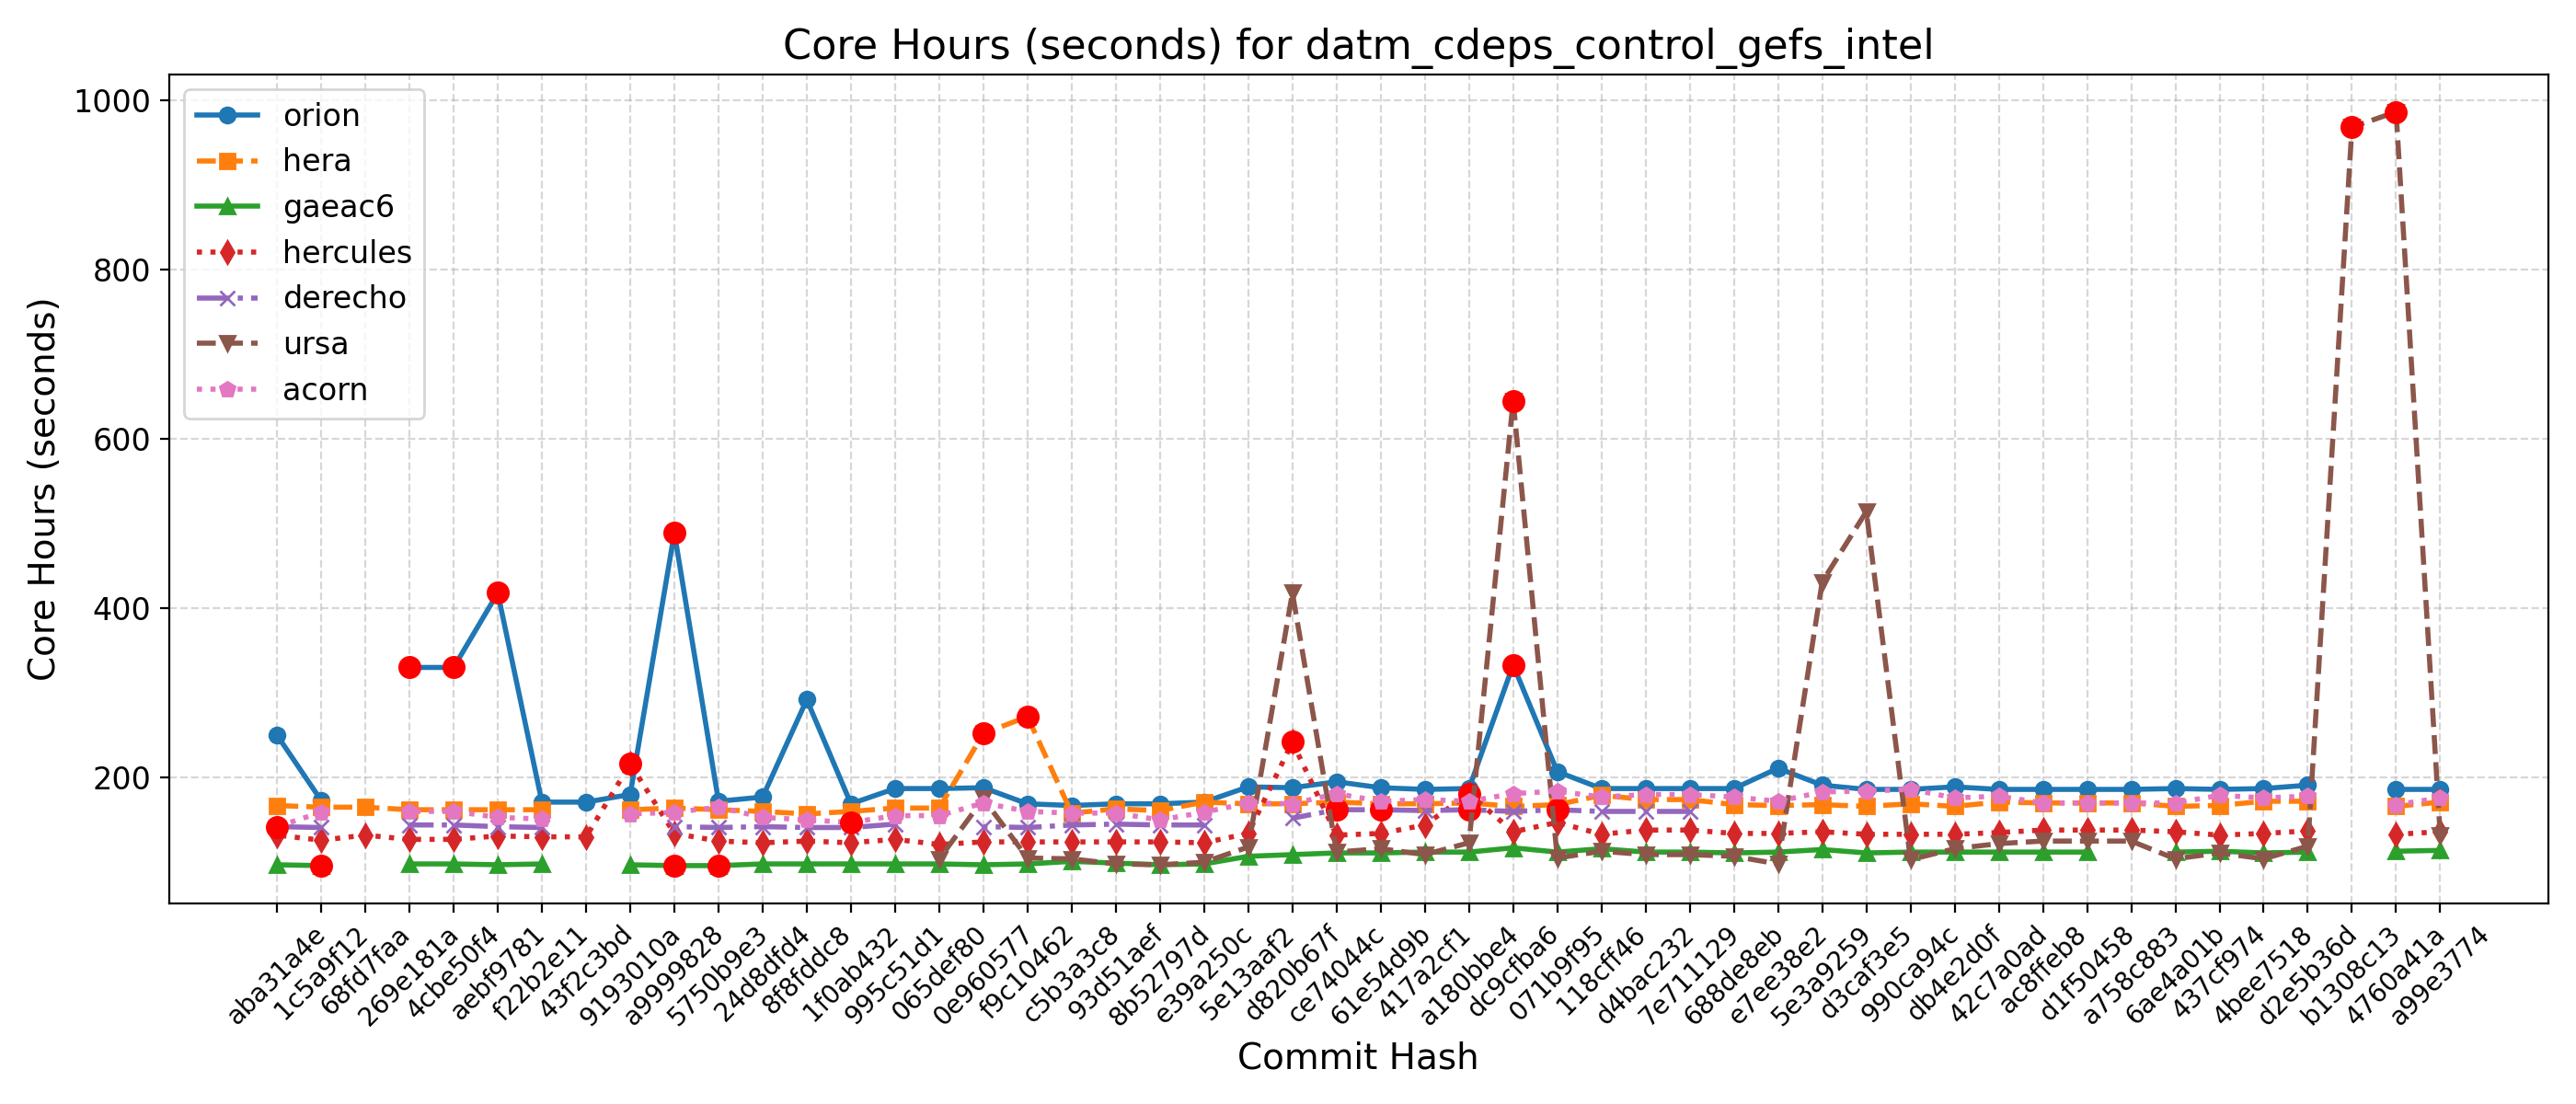 Core Hours (seconds) for datm_cdeps_control_gefs_intel
Core Hours (seconds)
1000
800
600
400
200
orion
hera
gaeac6
hercules
derecho
ursa
acorn
aba31a4e
1c5a9f12
68fd7faa
269e181a
4cbe50f4
aebf9781
f22b2e11
43f2c3bd
9193010a
a9999828
5750b9e3
24d8dfd4
8f8fddc8
1f0ab432
995c51d1
065def80
0e960577
f9c10462
c5b3a3c8
93d51aef
8b52797d
e39a250c
5e13aaf2
d820b67f
ce74044c
61e54d9b
417a2cf1
a180bbe4
dc9cfba6
071b9f95
118cff46
d4bac232
7e711129
688de8eb
e7ee38e2
5e3a9259
d3caf3e5
990ca94c
db4e2d0f
42c7a0ad
ac8ffeb8
d1f50458
a758c883
6ae4a01b
437cf974
4bee7518
d2e5b36d
b1308c13
4760a41a
a99e3774
Commit Hash